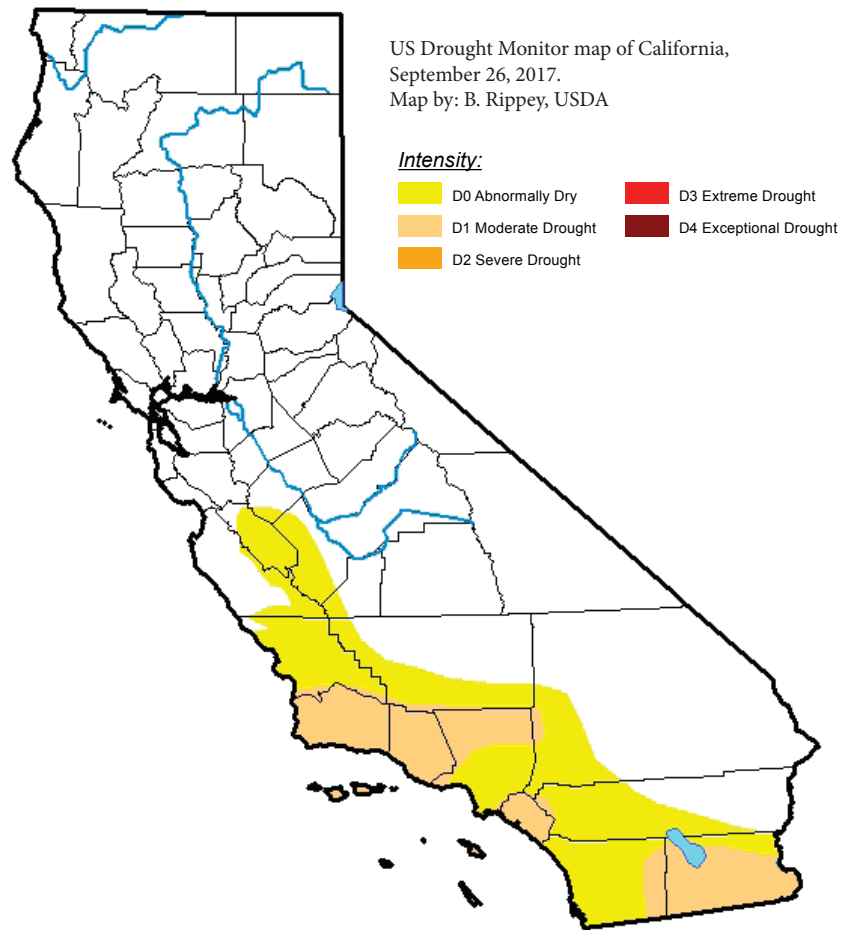 US Drought Monitor map of California,
September 26, 2017.
Map by: B. Rippey, USDA
Intensity:
D0 Abnormally Dry
D1 Moderate Drought
D2 Severe Drought
D3 Extreme Drought
D4 Exceptional Drought